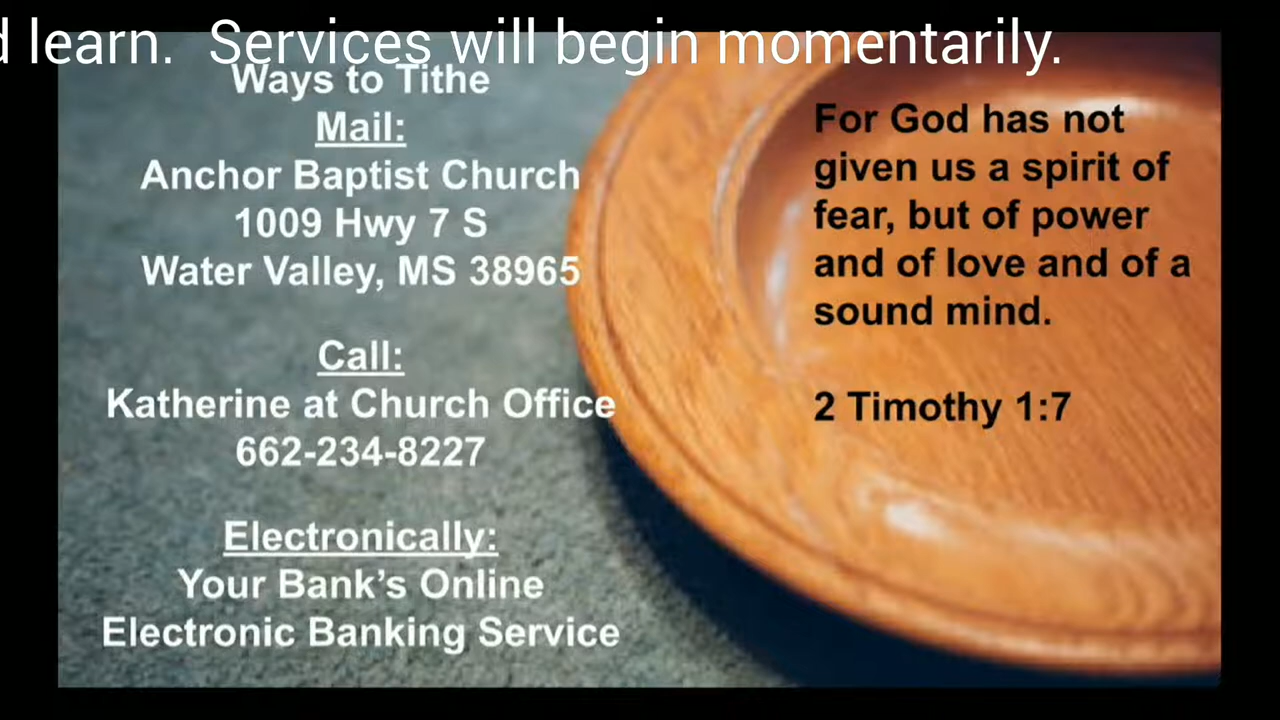 d learn. Services will begin momentarily.
Ways to Tithe
Mail:
Anchor Baptist Church
1009 Hwy 7 S
Water Valley, MS 38965
Call:
Katherine at Church Office
662-234-8227
Electronically:
Your Bank's Online
Electronic Banking Service
For God has not
given us a spirit of
fear, but of power
and of love and of a
sound mind.
2 Timothy 1:7